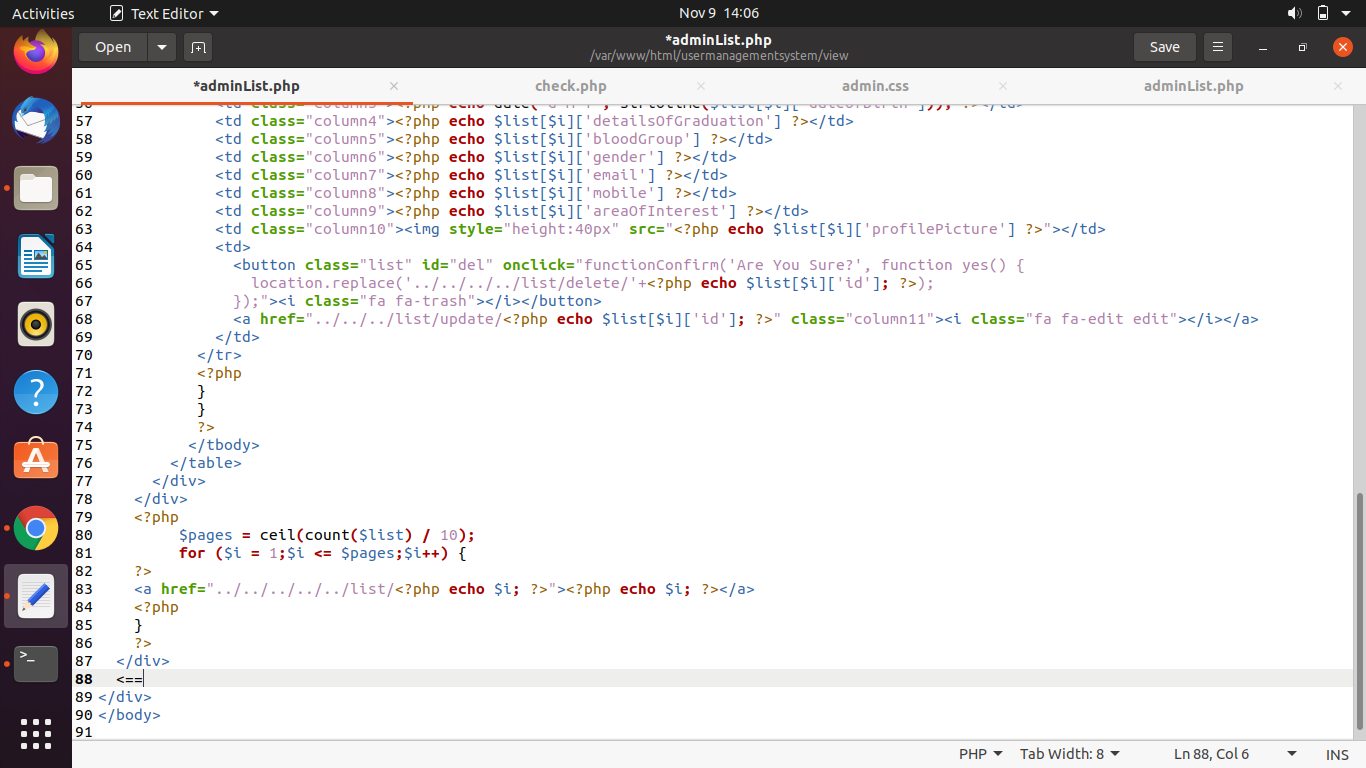 Activities Text Editor Nov 9 14:06
Open *adminList.php Save
/var/www/html/usermanagementsystem/view
*adminList.php check.php admin.css adminList.php
57 <td class="column4"><?php echo $list[$i]['detailsOfGraduation'] ?></td>
58 <td class="column5"><?php echo $list[$i]['bloodGroup'] ?></td>
59 <td class="column6"><?php echo $list[$i]['gender'] ?></td>
60 <td class="column7"><?php echo $list[$i]['email'] ?></td>
61 <td class="column8"><?php echo $list[$i]['mobile'] ?></td>
62 <td class="column9"><?php echo $list[$i]['areaOfInterest'] ?></td>
63 <td class="column10"><img style="height:40px" src="<?php echo $list[$i]['profilePicture'] ?>"></td>
64 <td>
65 <button class="list" id="del" onclick="functionConfirm('Are You Sure?', function yes() {
66 location.replace('../../../../list/delete/'+<?php echo $list[$i]['id']; ?>);
67 });"><i class="fa fa-trash"></i></button>
68 <a href="../../../list/update/<?php echo $list[$i]['id']; ?>" class="column11"><i class="fa fa-edit edit"></i></a>
69 </td>
70 </tr>
71 <?php
72 }
73 }
74 ?>
75 </tbody>
76 </table>
77 </div>
78 </div>
79 <?php
80 $pages = ceil(count($list) / 10);
81 for ($i = 1;$i <= $pages;$i++) {
82 ?>
83 <a href="../../../../../list/<?php echo $i; ?>"><?php echo $i; ?></a>
84 <?php
85 }
86 ?>
87 </div>
88 <==
89 </div>
90 </body>
91
PHP Tab Width: 8 Ln 88, Col 6 INS